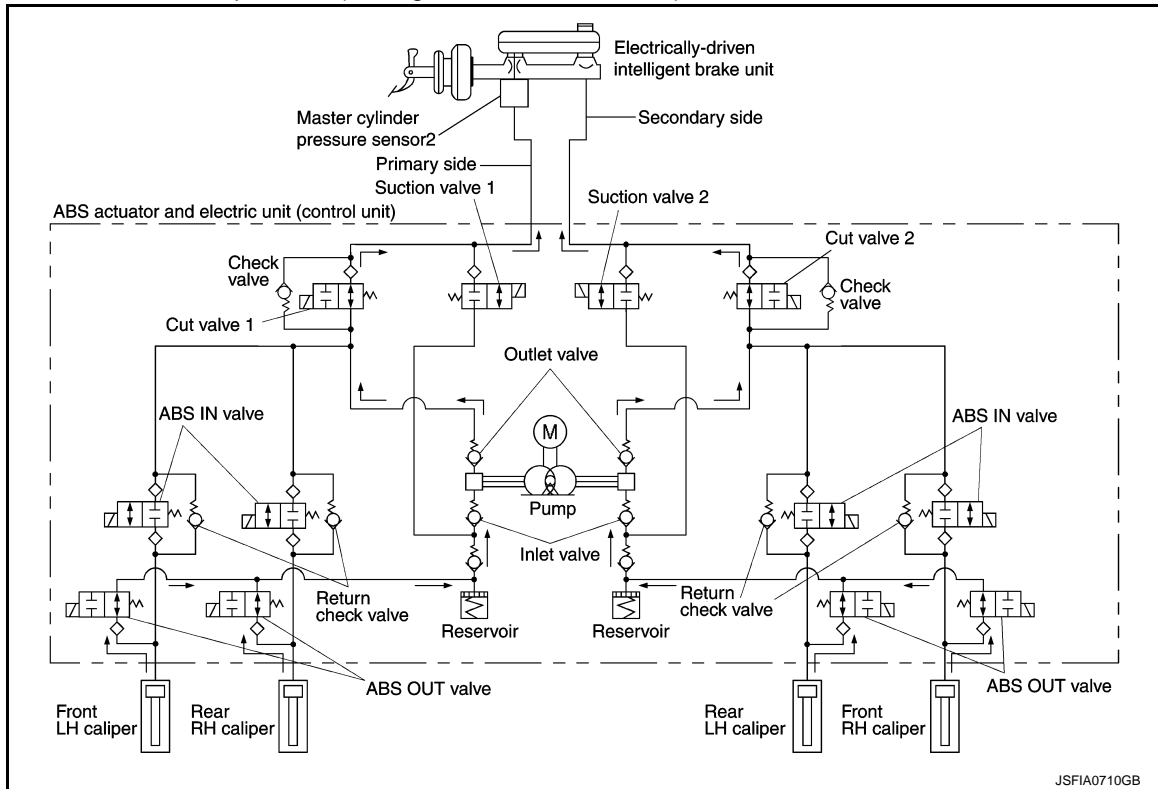 Electrically-driven
intelligent brake unit
Master cylinder
pressure sensor2
Secondary side
Primary side
Suction valve 1
Suction valve 2
ABS actuator and electric unit (control unit)
Cut valve 2
Check
valve
Check
valve
Cut valve 1
Outlet valve
ABS IN valve
M
ABS IN valve
Pump
Inlet valve
Return
check valve
Return
check valve
Reservoir
Reservoir
ABS OUT valve
ABS OUT valve
Front
LH caliper
Rear
RH caliper
Rear
LH caliper
Front
RH caliper
JSFIA0710GB